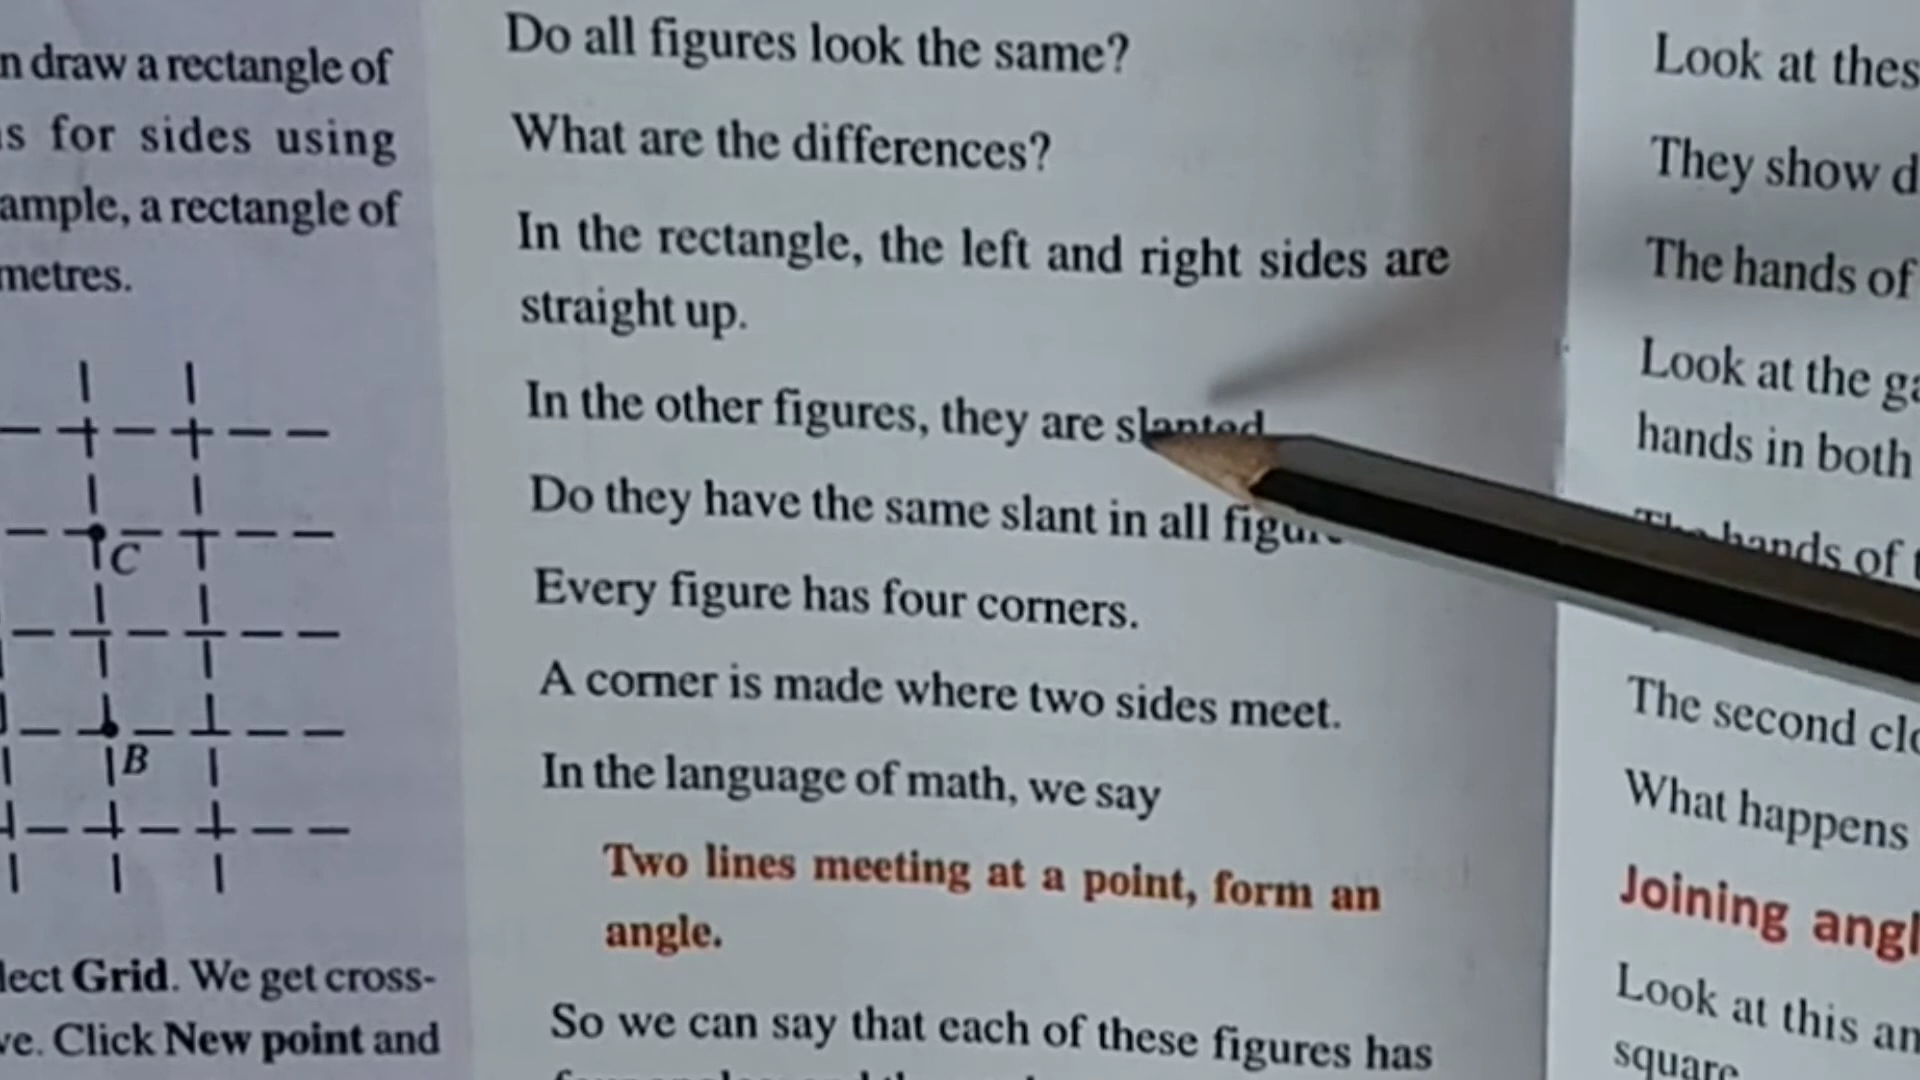 n draw a rectangle of
s for sides using
ample, a rectangle of
metres.
C
B
lect Grid. We get cross-
ve. Click New point and
Do all figures look the same?
What are the differences?
In the rectangle, the left and right sides are
straight up.
In the other figures, they are slanted
Do they have the same slant in all
Every figure has four corners.
A corner is made where two sides meet.
In the language of math, we say
Two lines meeting at a point, form an
angle.
So we can say that each of these figures has
Look at thes
They show d
The hands of
Look at the ga
hands in both
hands of t
The second clo
What happens
Joining angl
Look at this an
square